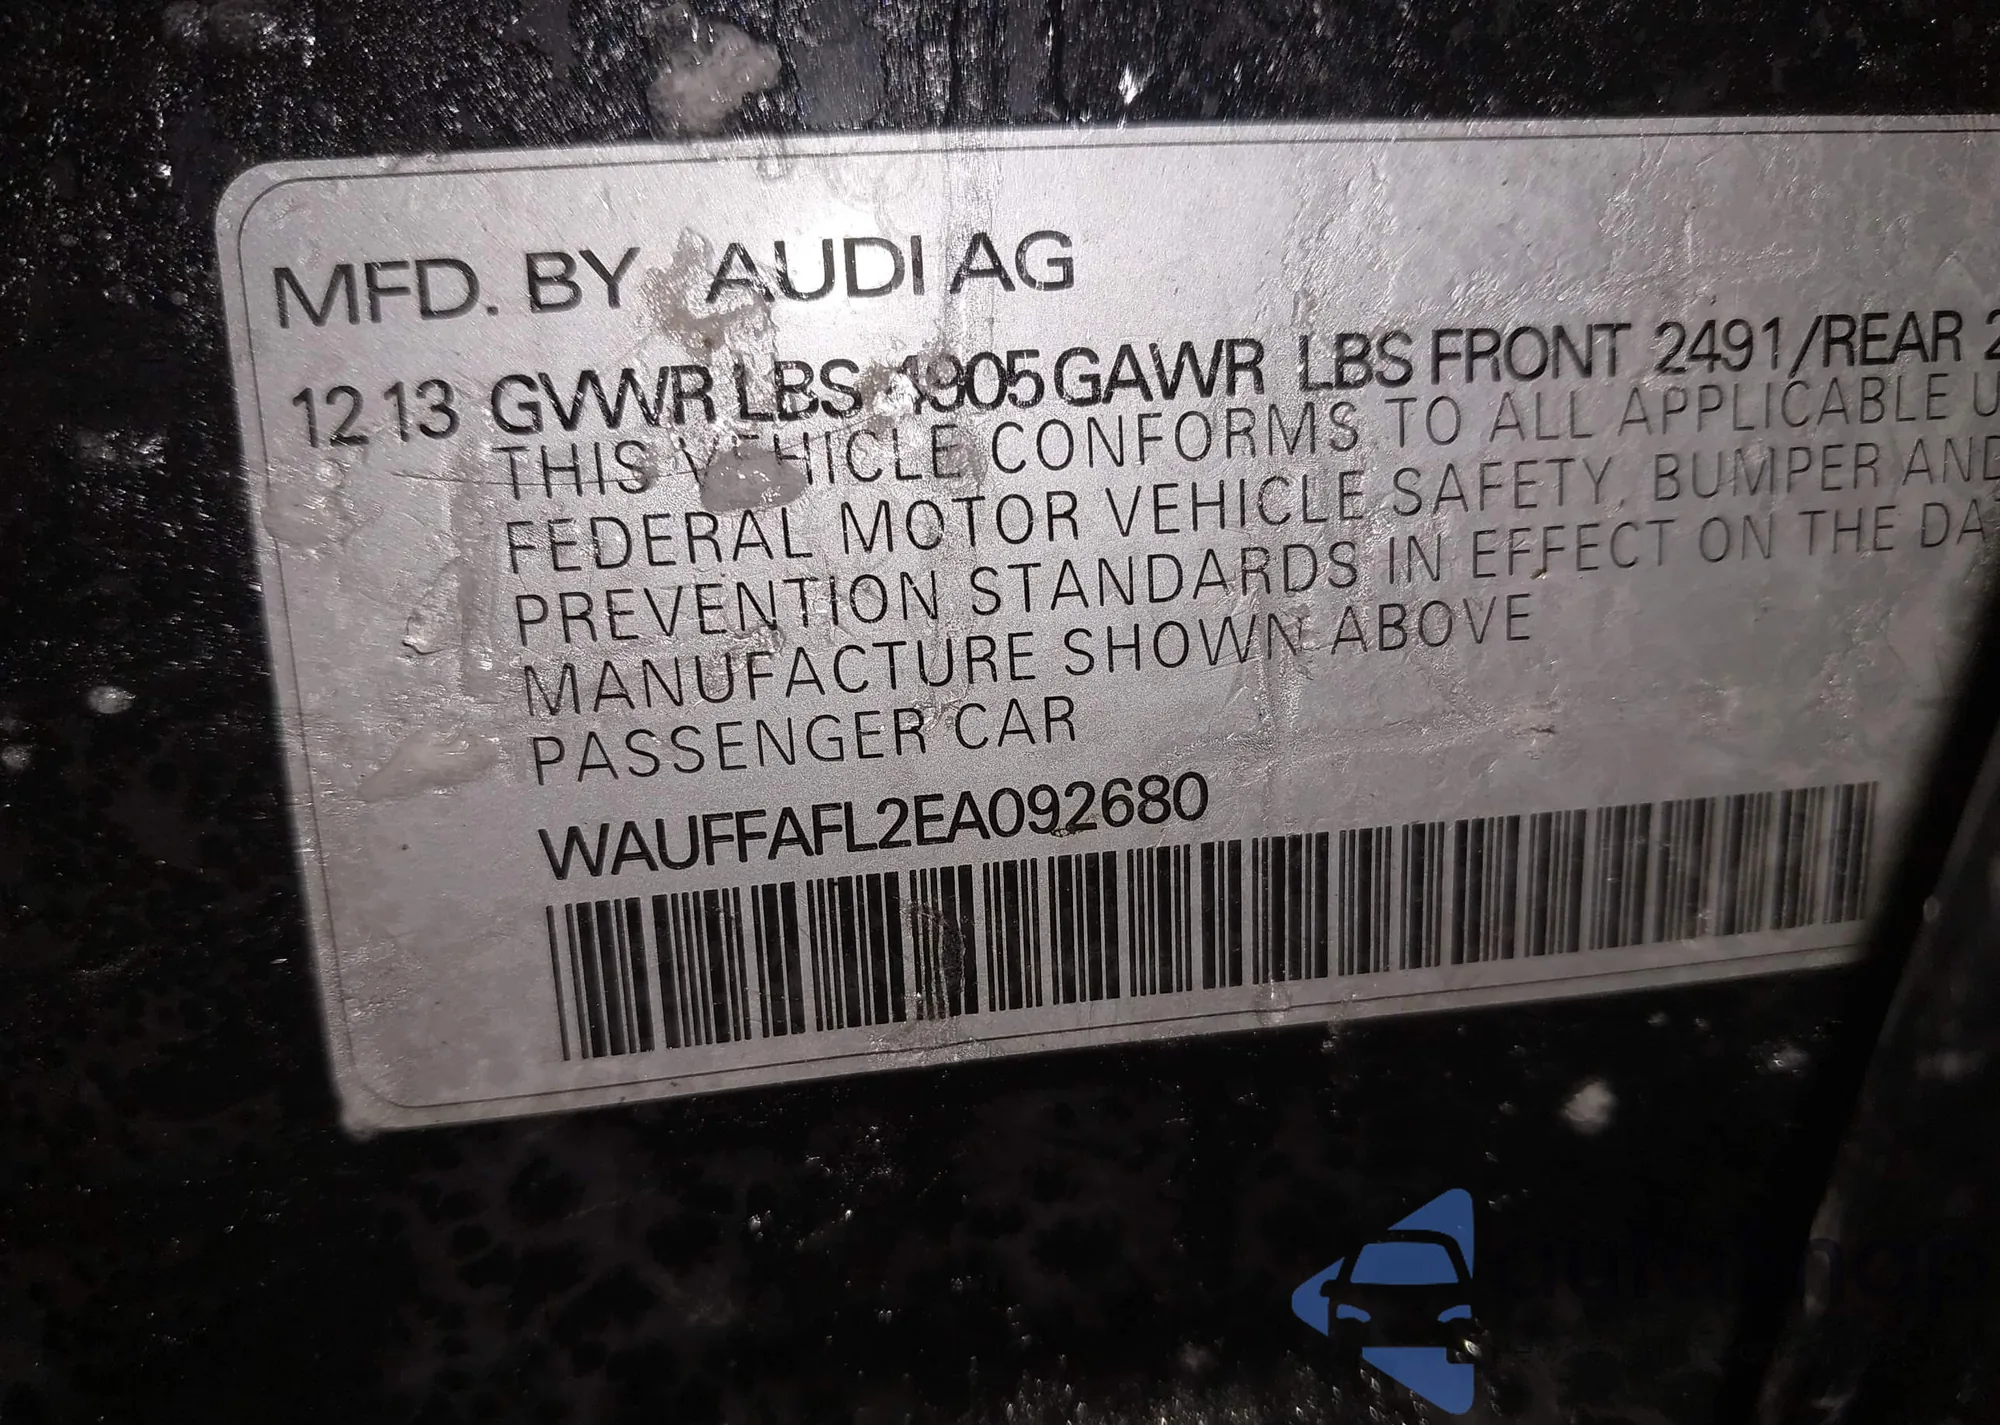 MFD. BY AUDI AG
12 13 GVWR LBS 4905 GAWR LBS FRONT 2491/REAR 2
THIS VEHICLE CONFORMS TO ALL APPLICABLE U
FEDERAL MOTOR VEHICLE SAFETY, BUMPER AND
PREVENTION STANDARDS IN EFFECT ON THE DA
MANUFACTURE SHOWN ABOVE
PASSENGER CAR
WAUFFAFL2EA092680